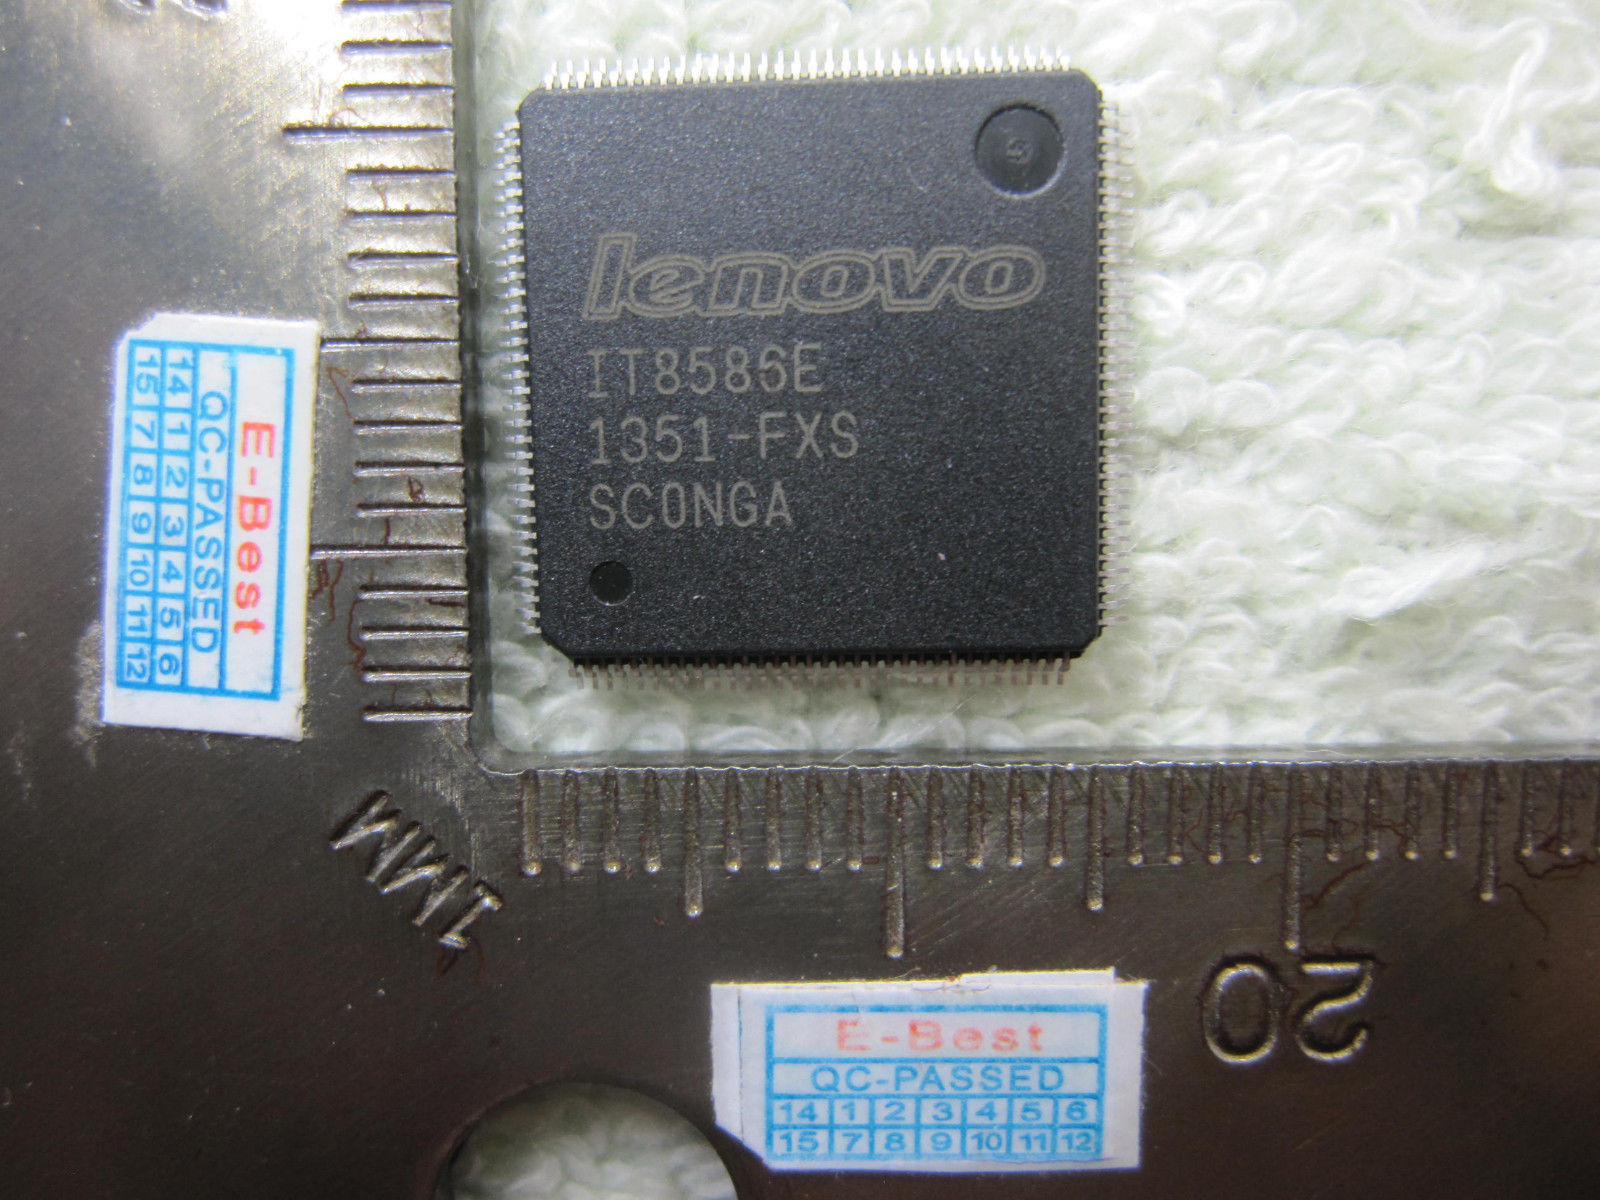 lenovo
IT8586E
1351-FXS
SC0NGA
E-Best
QC-PASSED
14 1 2 3 4 5 6
15 7 8 9 10 11 12
1MM
20
E-Best
QC-PASSED
14 1 2 3 4 5 6
15 7 8 9 10 11 12